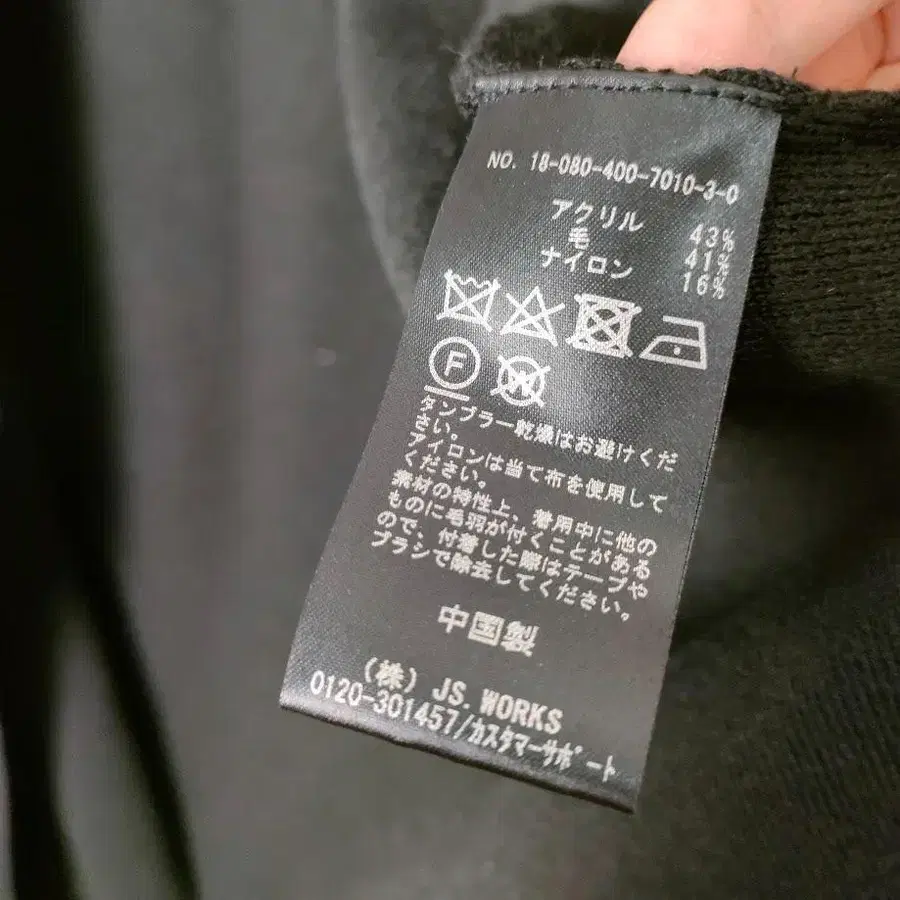 NO. 18-080-400-7010-3-0
アクリル 43%
毛 41%
ナイロン 16%
F
W
タンブラー乾燥はお避けくだ
さい。
アイロンは当て布を使用して
ください。
素材の特性上、着用中に他の
ものに毛羽が付くことがある
ので、付着した際はテープや
ブラシで除去してください。
中国製
(株) JS. WORKS
0120-301457/カスタマーサポート